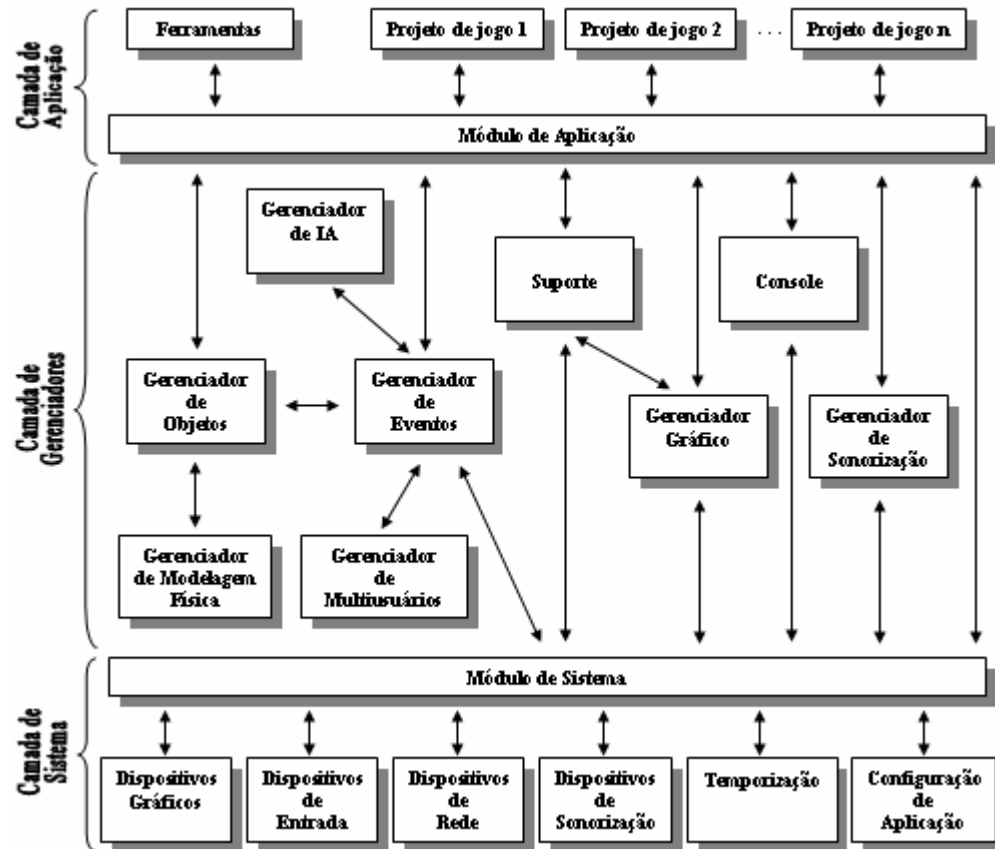 Camada de
Aplicação
Ferramentas
Projeto de jogo 1
Projeto de jogo 2
...
Projeto de jogo n
Módulo de Aplicação
Camada de
Gerenciadores
Gerenciador
de IA
Suporte
Console
Gerenciador
de
Objetos
Gerenciador
de
Eventos
Gerenciador
Gráfico
Gerenciador
de
Sonorização
Gerenciador
de Modelagem
Física
Gerenciador
de
Multiusuários
Camada de
Sistema
Módulo de Sistema
Dispositivos
Gráficos
Dispositivos
de
Entrada
Dispositivos
de
Rede
Dispositivos
de
Sonorização
Temporização
Configuração
de
Aplicação